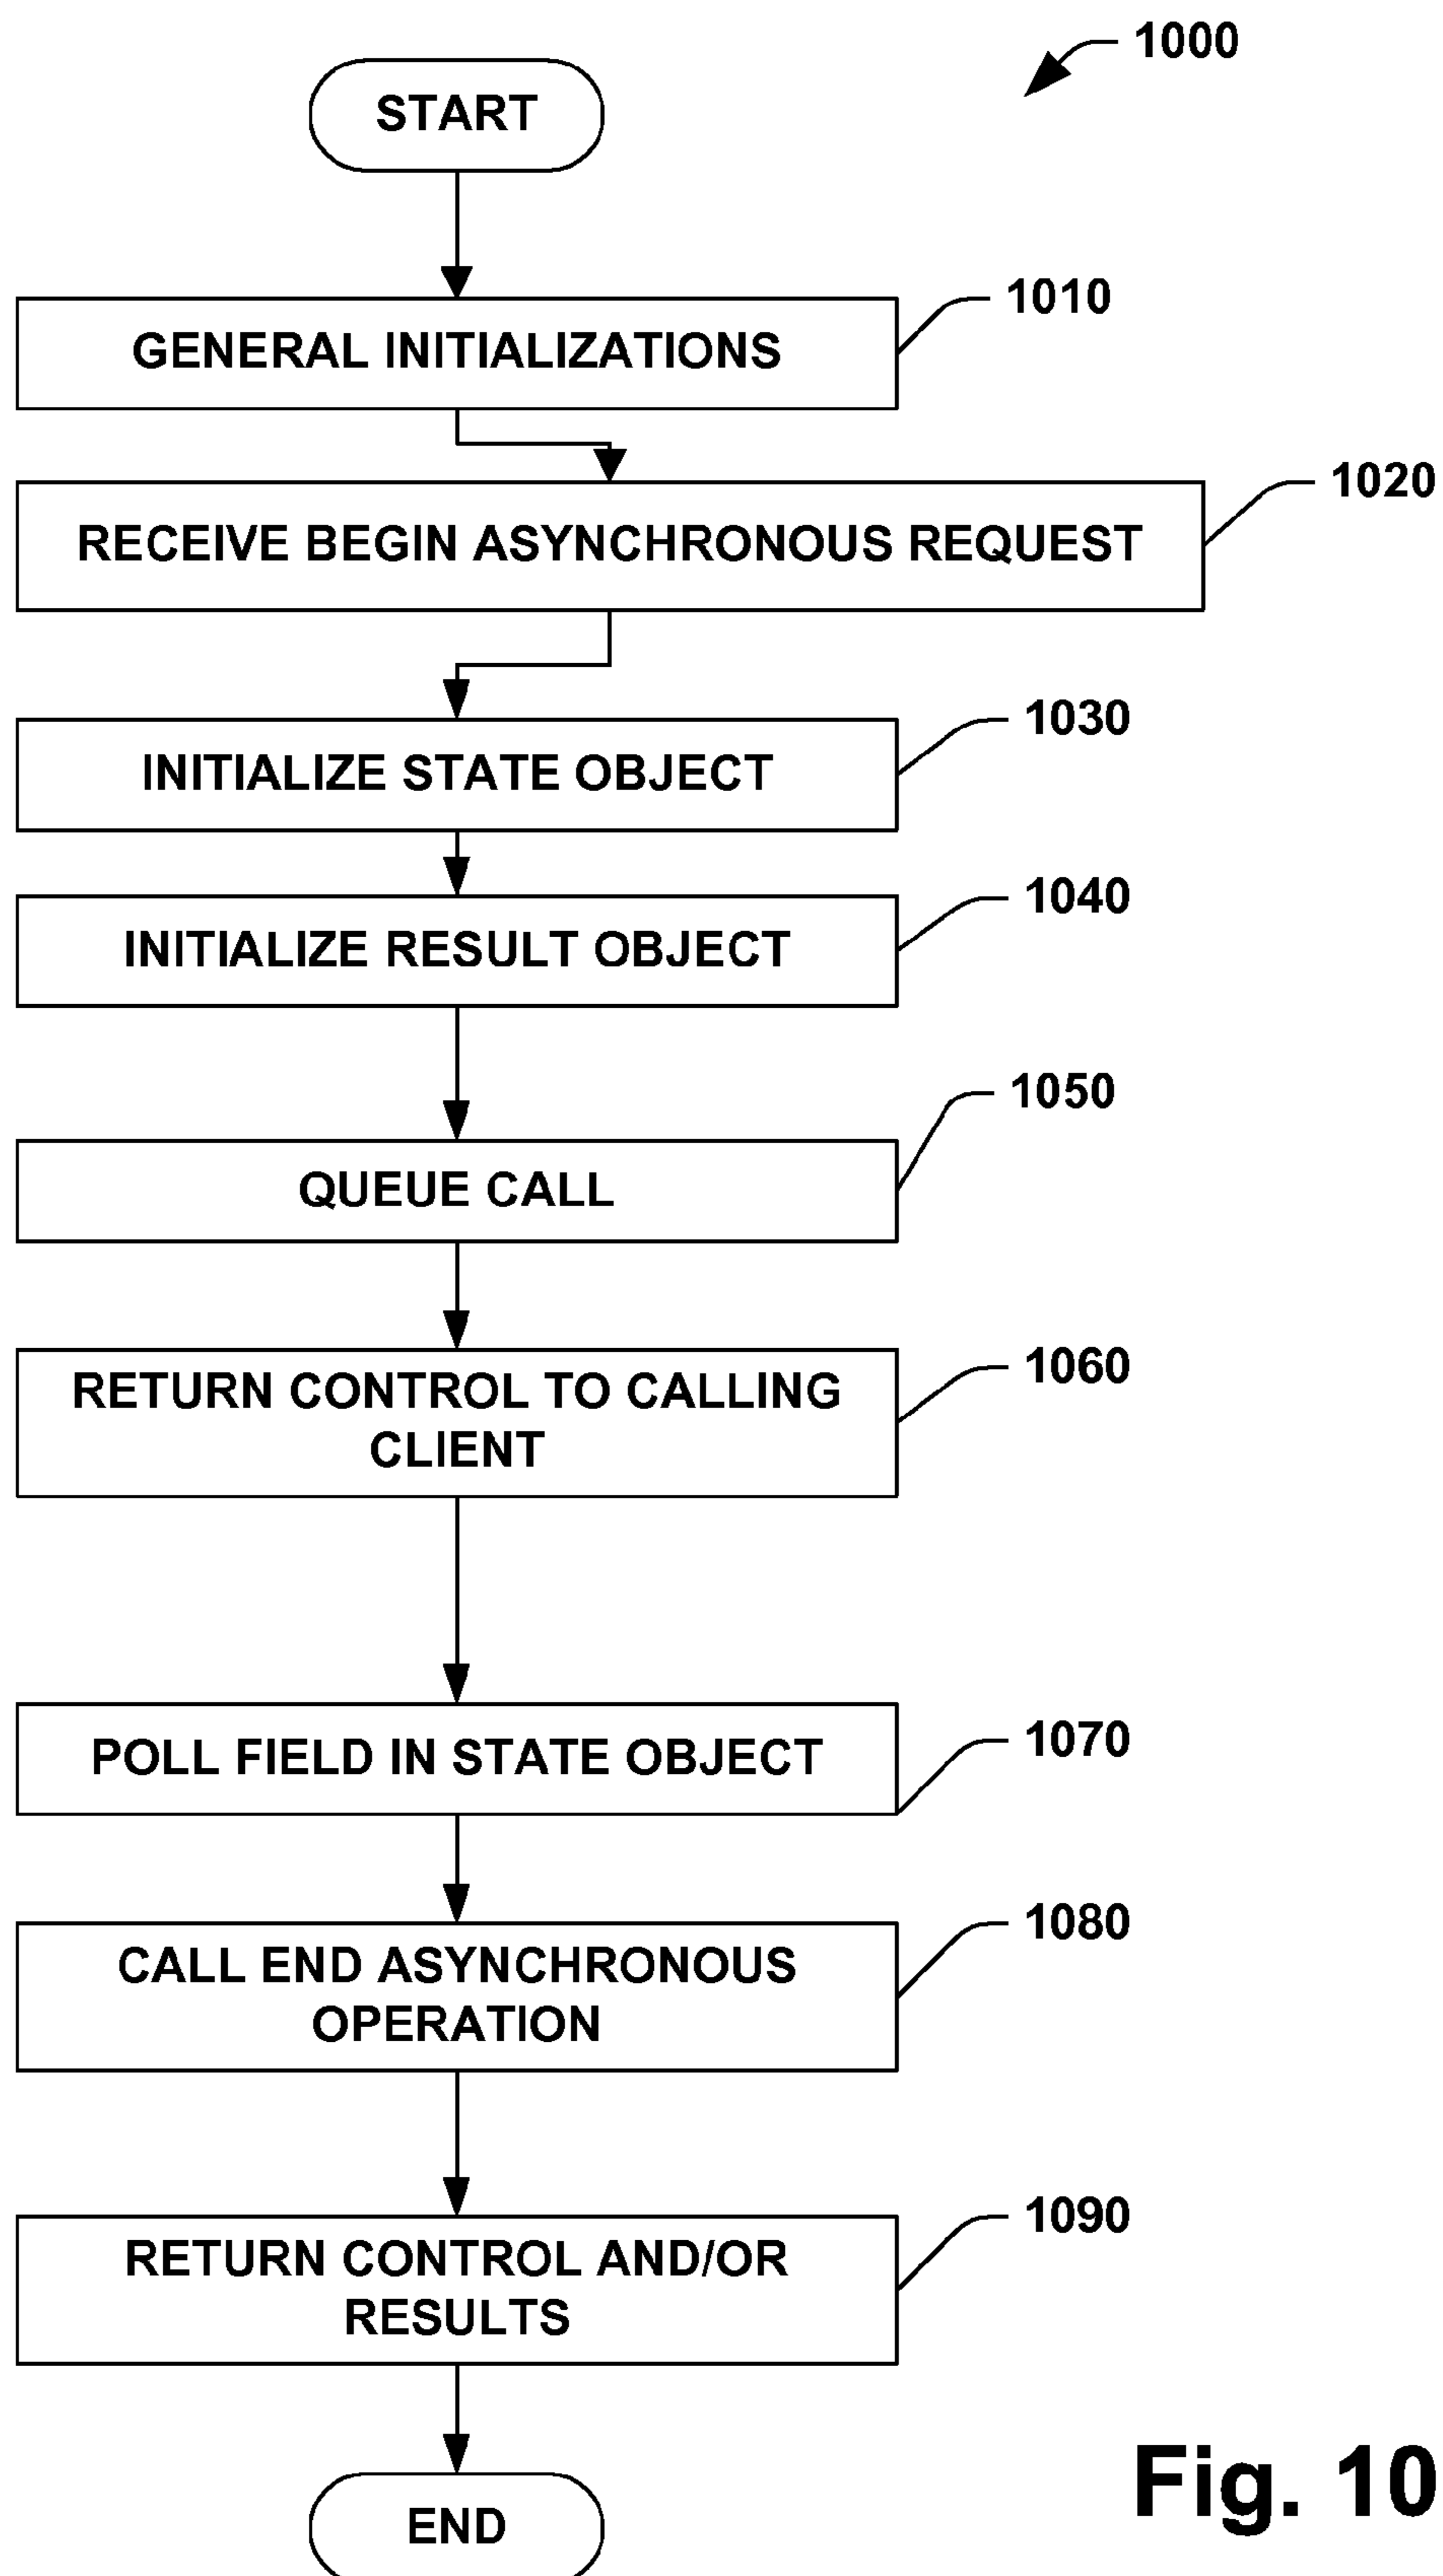 1000
START
1010
GENERAL INITIALIZATIONS
1020
RECEIVE BEGIN ASYNCHRONOUS REQUEST
1030
INITIALIZE STATE OBJECT
1040
INITIALIZE RESULT OBJECT
1050
QUEUE CALL
1060
RETURN CONTROL TO CALLING
CLIENT
1070
POLL FIELD IN STATE OBJECT
1080
CALL END ASYNCHRONOUS
OPERATION
1090
RETURN CONTROL AND/OR
RESULTS
END
Fig. 10